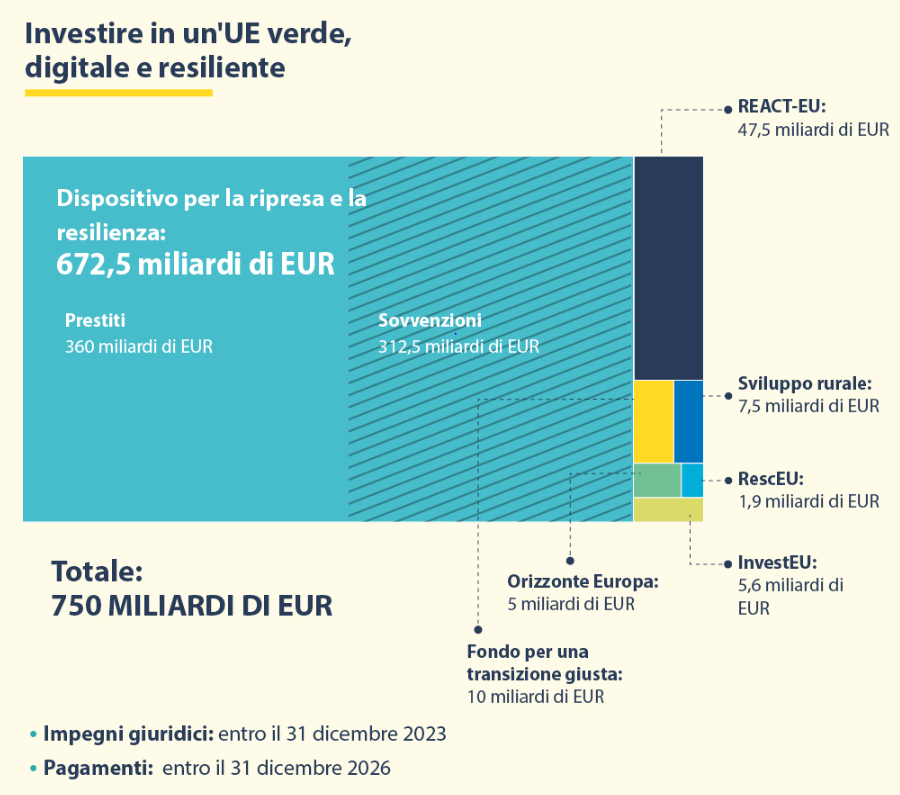 Investire in un'UE verde,
digitale e resiliente
REACT-EU:
47,5 miliardi di EUR
Dispositivo per la ripresa e la
resilienza:
672,5 miliardi di EUR
Prestiti
360 miliardi di EUR
Sovvenzioni
312,5 miliardi di EUR
Sviluppo rurale:
7,5 miliardi di EUR
RescEU:
1,9 miliardi di EUR
InvestEU:
5,6 miliardi di
EUR
Orizzonte Europa:
5 miliardi di EUR
Fondo per una
transizione giusta:
10 miliardi di EUR
Totale:
750 MILIARDI DI EUR
• Impegni giuridici: entro il 31 dicembre 2023
• Pagamenti: entro il 31 dicembre 2026